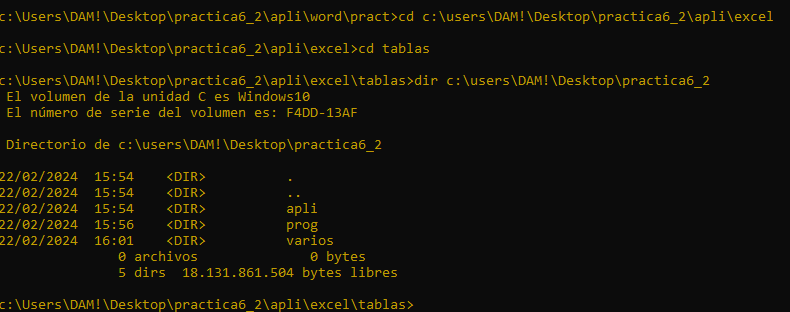 c:\Users\DAM!\Desktop\practica6_2\apli\word\pract>cd c:\users\DAM!\Desktop\practica6_2\apli\excel
c:\Users\DAM!\Desktop\practica6_2\apli\excel>cd tablas
c:\Users\DAM!\Desktop\practica6_2\apli\excel\tablas>dir c:\users\DAM!\Desktop\practica6_2
El volumen de la unidad C es Windows10
El número de serie del volumen es: F4DD-13AF
Directorio de c:\users\DAM!\Desktop\practica6_2
22/02/2024  15:54    <DIR>          .
22/02/2024  15:54    <DIR>          ..
22/02/2024  15:54    <DIR>          apli
22/02/2024  15:56    <DIR>          prog
22/02/2024  16:01    <DIR>          varios
0 archivos              0 bytes
5 dirs  18.131.861.504 bytes libres
c:\Users\DAM!\Desktop\practica6_2\apli\excel\tablas>